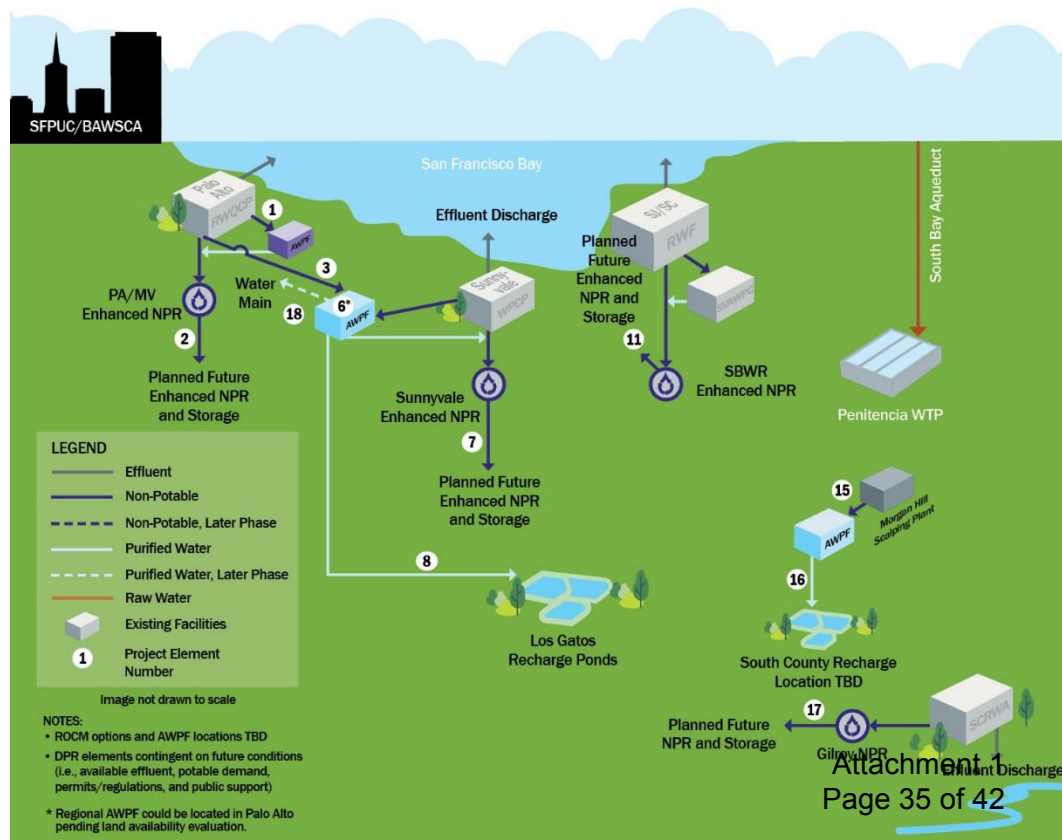 SFPUC/BAWSCA
San Francisco Bay
South Bay Aqueduct
Palo
Alto
RWQCP
1
AWPF
3
Water
Main
18
6*
AWPF
PA/MV
Enhanced NPR
2
Planned Future
Enhanced NPR
and Storage
Effluent Discharge
Sunny-
vale
WPCP
Sunnyvale
Enhanced NPR
7
Planned Future
Enhanced NPR
and Storage
SJ/SC
RWF
Planned
Future
Enhanced
NPR and
Storage
11
SVAWPC
SBWR
Enhanced NPR
Penitencia WTP
LEGEND
Effluent
Non-Potable
Non-Potable, Later Phase
Purified Water
Purified Water, Later Phase
Raw Water
Existing Facilities
1
Project Element
Number
Image not drawn to scale
NOTES:
• ROCM options and AWPF locations TBD
• DPR elements contingent on future conditions
(i.e., available effluent, potable demand,
permits/regulations, and public support)
* Regional AWPF could be located in Palo Alto
pending land availability evaluation.
8
Los Gatos
Recharge Ponds
15
Morgan Hill
Scalping Plant
AWPF
16
South County Recharge
Location TBD
SCRWA
17
Planned Future
NPR and Storage
Gilroy NPR
Effluent Discharge
Attachment 1
Page 35 of 42